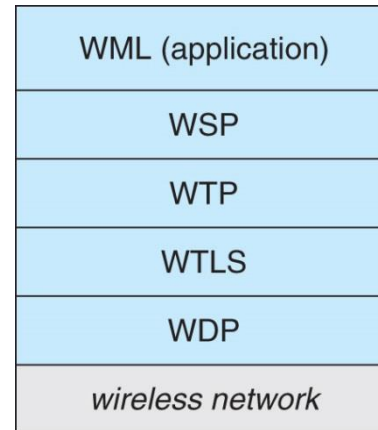 WML (application)
WSP
WTP
WTLS
WDP
wireless network